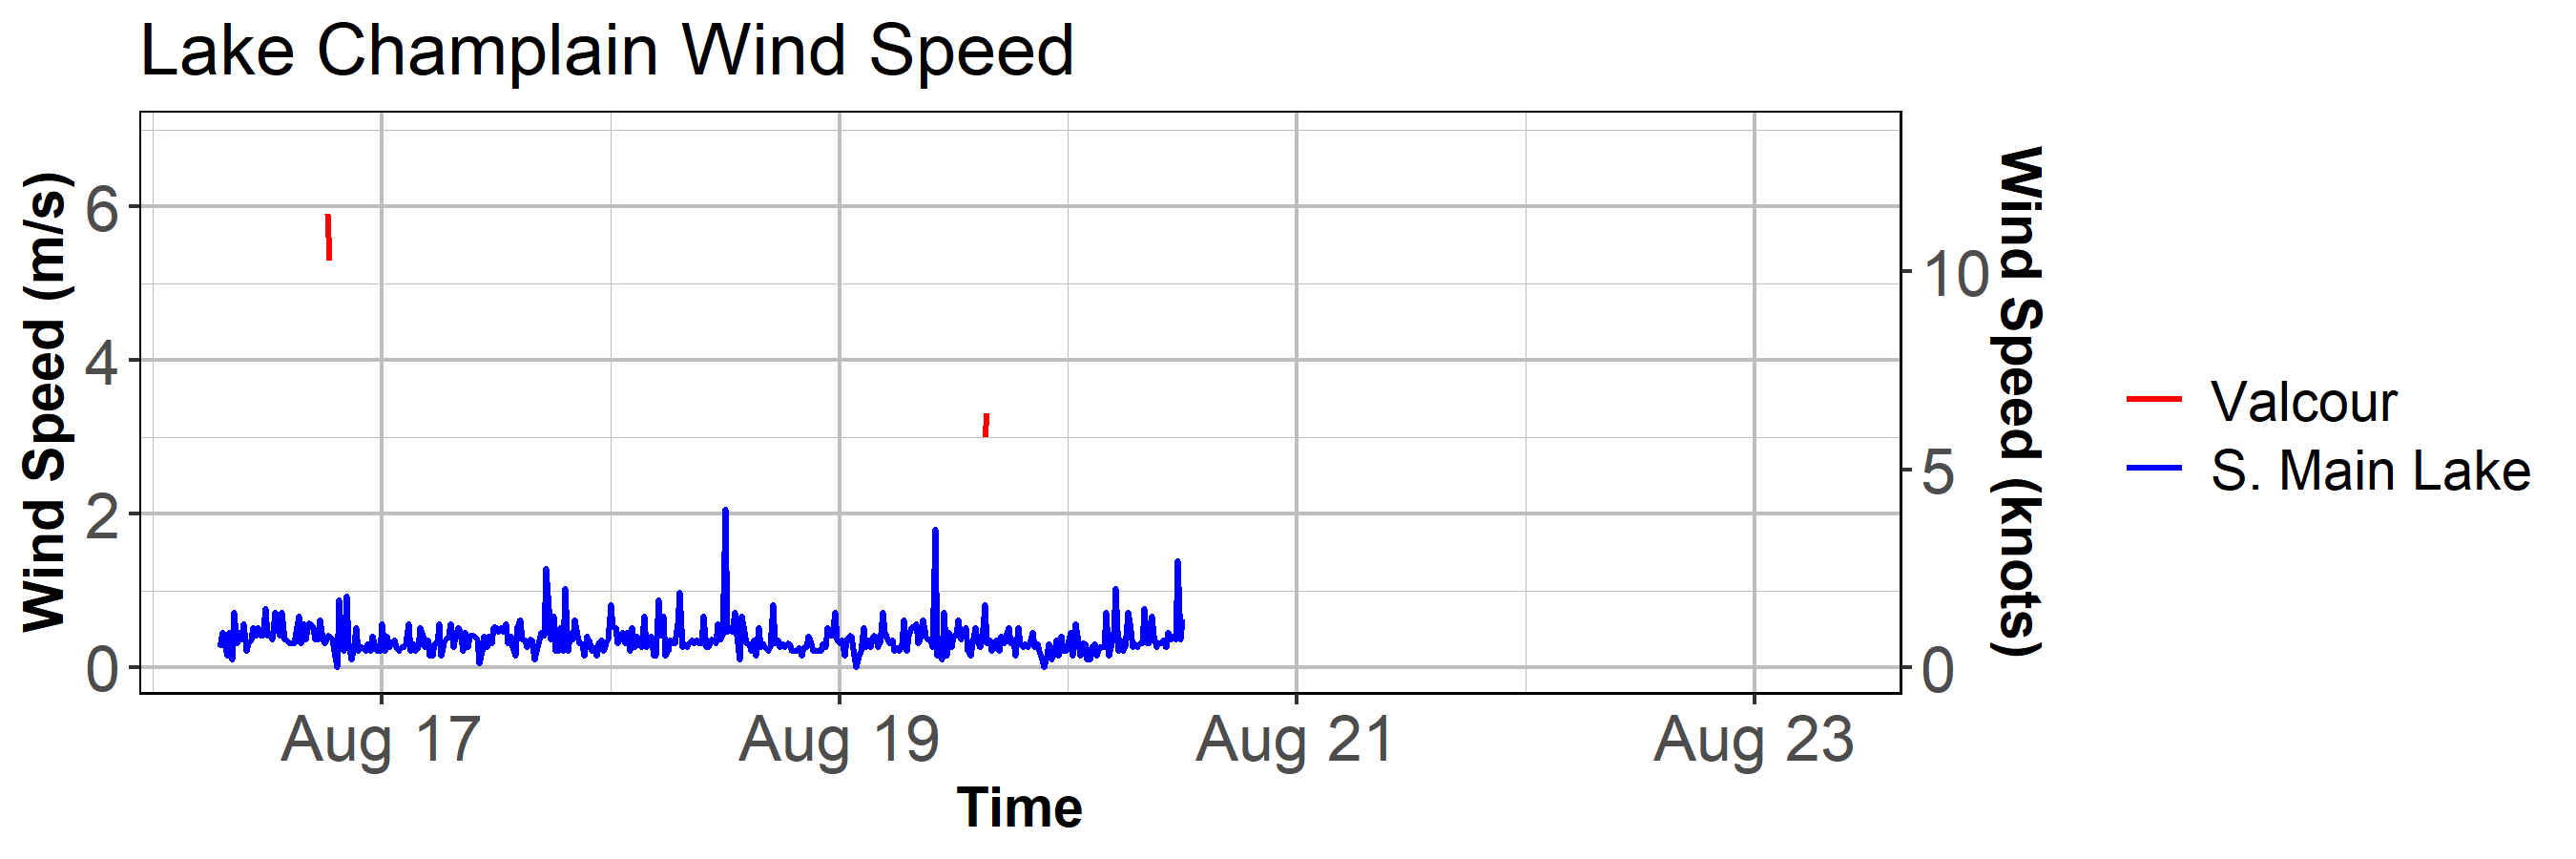 Lake Champlain Wind Speed
Wind Speed (m/s)
6
4
2
0
10
5
0
Wind Speed (knots)
Aug 17
Aug 19
Aug 21
Aug 23
Time
Valcour
S. Main Lake